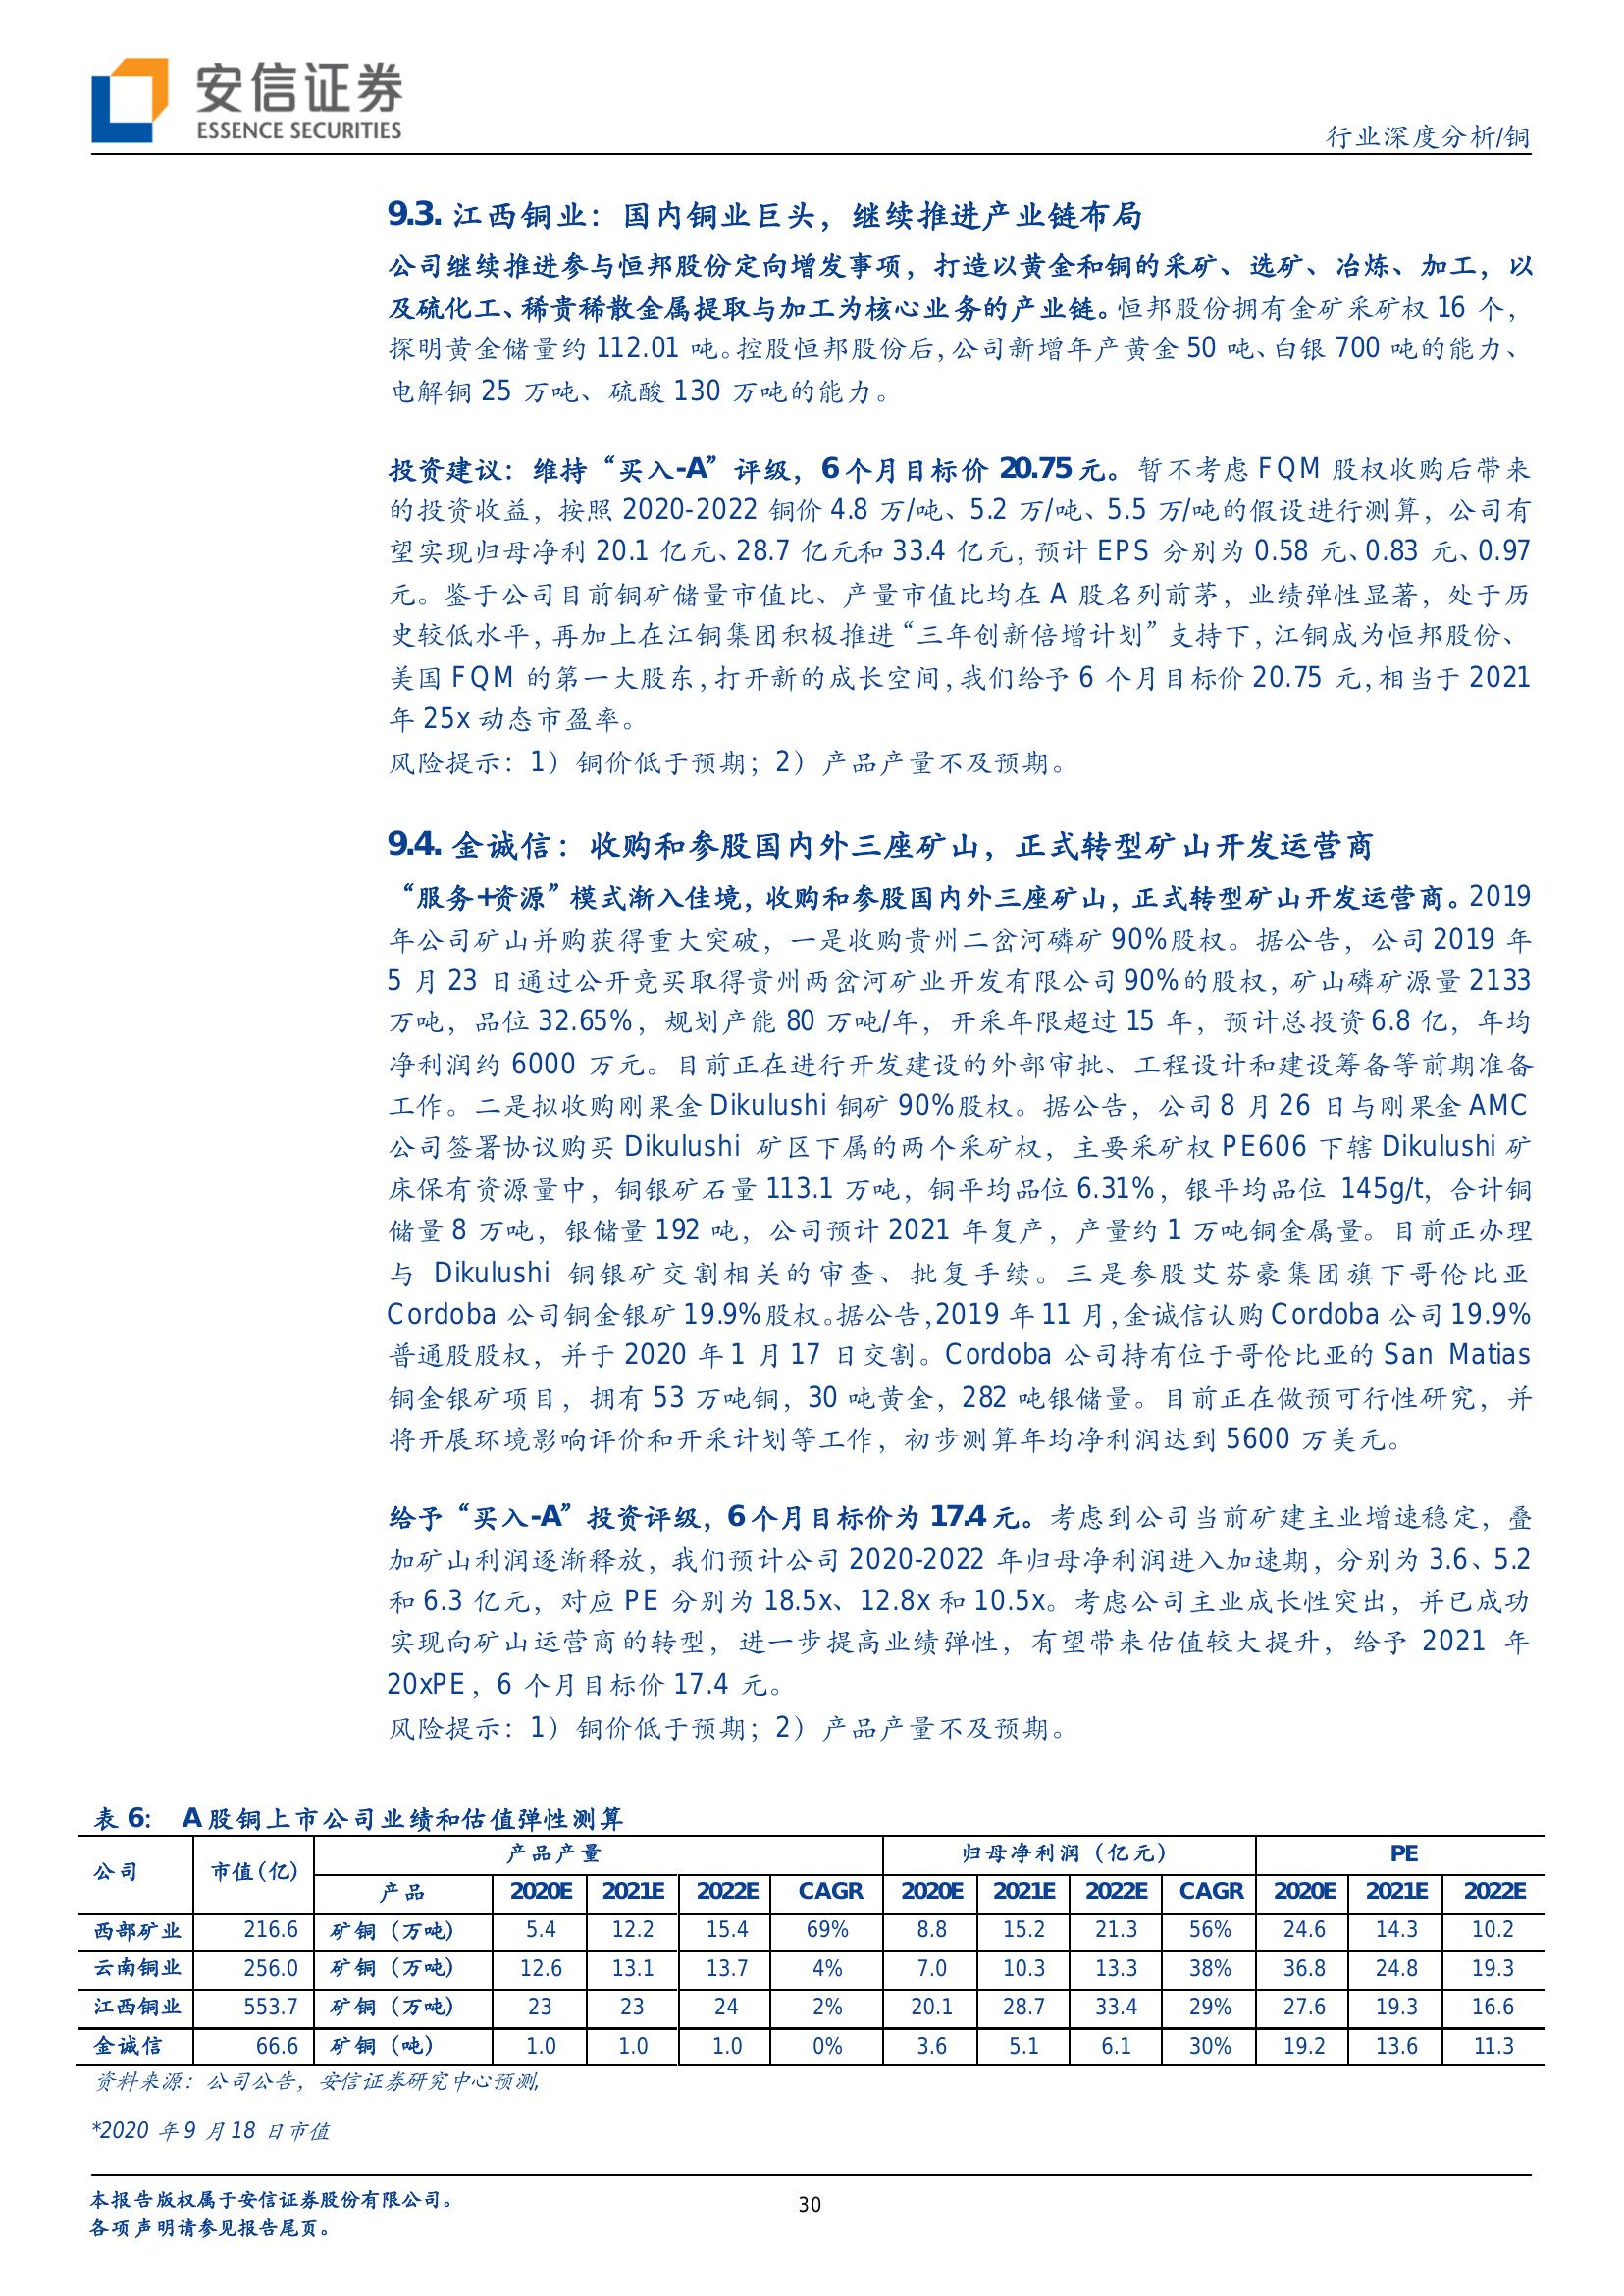 安信证券
ESSENCE SECURITIES
行业深度分析/铜
9.3. 江西铜业：国内铜业巨头，继续推进产业链布局
公司继续推进参与恒邦股份定向增发事项，打造以黄金和铜的采矿、选矿、冶炼、加工，以
及硫化工、稀贵稀散金属提取与加工为核心业务的产业链。恒邦股份拥有金矿采矿权 16 个，
探明黄金储量约 112.01 吨。控股恒邦股份后，公司新增年产黄金 50 吨、白银 700 吨的能力、
电解铜 25 万吨、硫酸 130 万吨的能力。
投资建议：维持“买入-A”评级，6 个月目标价 20.75 元。暂不考虑 FQM 股权收购后带来
的投资收益，按照 2020-2022 铜价 4.8 万/吨、5.2 万/吨、5.5 万/吨的假设进行测算，公司有
望实现归母净利 20.1 亿元、28.7 亿元和 33.4 亿元，预计 EPS 分别为 0.58 元、0.83 元、0.97
元。鉴于公司目前铜矿储量市值比、产量市值比均在 A 股名列前茅，业绩弹性显著，处于历
史较低水平，再加上在江铜集团积极推进“三年创新倍增计划”支持下，江铜成为恒邦股份、
美国 FQM 的第一大股东，打开新的成长空间，我们给予 6 个月目标价 20.75 元，相当于 2021
年 25x 动态市盈率。
风险提示：1）铜价低于预期；2）产品产量不及预期。
9.4. 金诚信：收购和参股国内外三座矿山，正式转型矿山开发运营商
“服务+资源”模式渐入佳境，收购和参股国内外三座矿山，正式转型矿山开发运营商。2019
年公司矿山并购获得重大突破，一是收购贵州二岔河磷矿 90%股权。据公告，公司 2019 年
5 月 23 日通过公开竞买取得贵州两岔河矿业开发有限公司 90%的股权，矿山磷矿源量 2133
万吨，品位 32.65%，规划产能 80 万吨/年，开采年限超过 15 年，预计总投资 6.8 亿，年均
净利润约 6000 万元。目前正在进行开发建设的外部审批、工程设计和建设筹备等前期准备
工作。二是拟收购刚果金 Dikulushi 铜矿 90%股权。据公告，公司 8 月 26 日与刚果金 AMC
公司签署协议购买 Dikulushi 矿区下属的两个采矿权，主要采矿权 PE606 下辖 Dikulushi 矿
床保有资源量中，铜银矿石量 113.1 万吨，铜平均品位 6.31%，银平均品位 145g/t，合计铜
储量 8 万吨，银储量 192 吨，公司预计 2021 年复产，产量约 1 万吨铜金属量。目前正办理
与 Dikulushi 铜银矿交割相关的审查、批复手续。三是参股艾芬豪集团旗下哥伦比亚
Cordoba 公司铜金银矿 19.9%股权。据公告，2019 年 11 月，金诚信认购 Cordoba 公司 19.9%
普通股股权，并于 2020 年 1 月 17 日交割。Cordoba 公司持有位于哥伦比亚的 San Matias
铜金银矿项目，拥有 53 万吨铜，30 吨黄金，282 吨银储量。目前正在做预可行性研究，并
将开展环境影响评价和开采计划等工作，初步测算年均净利润达到 5600 万美元。
给予“买入-A”投资评级，6 个月目标价为 17.4 元。考虑到公司当前矿建主业增速稳定，叠
加矿山利润逐渐释放，我们预计公司 2020-2022 年归母净利润进入加速期，分别为 3.6、5.2
和 6.3 亿元，对应 PE 分别为 18.5x、12.8x 和 10.5x。考虑公司主业成长性突出，并已成功
实现向矿山运营商的转型，进一步提高业绩弹性，有望带来估值较大提升，给予 2021 年
20xPE，6 个月目标价 17.4 元。
风险提示：1）铜价低于预期；2）产品产量不及预期。
表 6: A 股铜上市公司业绩和估值弹性测算
公司 市值(亿) 产品产量 归母净利润（亿元） PE
产品 2020E 2021E 2022E CAGR 2020E 2021E 2022E CAGR 2020E 2021E 2022E
西部矿业 216.6 矿铜（万吨） 5.4 12.2 15.4 69% 8.8 15.2 21.3 56% 24.6 14.3 10.2
云南铜业 256.0 矿铜（万吨） 12.6 13.1 13.7 4% 7.0 10.3 13.3 38% 36.8 24.8 19.3
江西铜业 553.7 矿铜（万吨） 23 23 24 2% 20.1 28.7 33.4 29% 27.6 19.3 16.6
金诚信 66.6 矿铜（吨） 1.0 1.0 1.0 0% 3.6 5.1 6.1 30% 19.2 13.6 11.3
资料来源：公司公告，安信证券研究中心预测,
*2020 年 9 月 18 日市值
本报告版权属于安信证券股份有限公司。
各项声明请参见报告尾页。
30